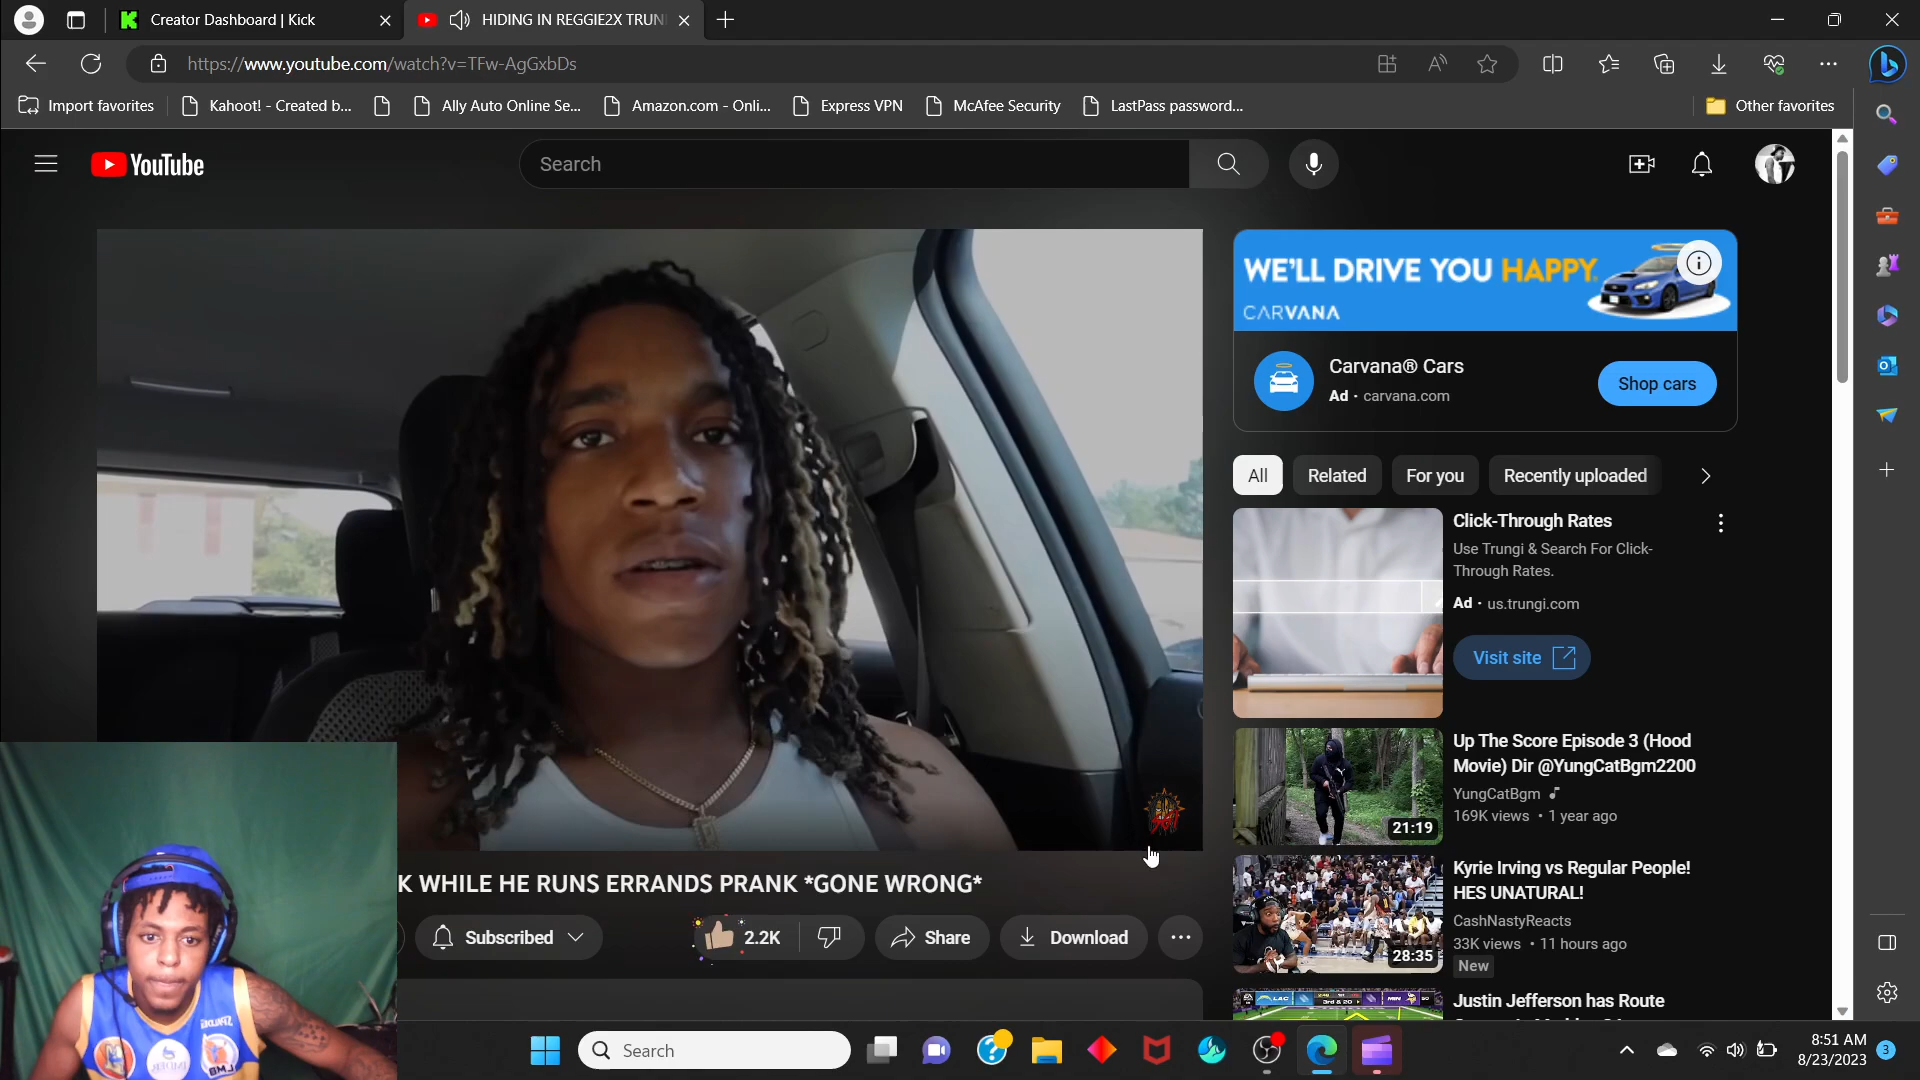 Creator Dashboard | Kick
HIDING IN REGGIE2X TRUN
https://www.youtube.com/watch?v=TFw-AgGxbDs
Import favorites
Kahoot! - Created b...
Ally Auto Online Se...
Amazon.com - Onli...
Express VPN
McAfee Security
LastPass password...
Other favorites
YouTube
Search
WE'LL DRIVE YOU HAPPY
CARVANA
Carvana® Cars
Ad · carvana.com
Shop cars
All
Related
For you
Recently uploaded
Click-Through Rates
Use Trungi & Search For Click-
Through Rates.
Ad · us.trungi.com
Visit site
Up The Score Episode 3 (Hood
Movie) Dir @YungCatBgm2200
YungCatBgm
169K views · 1 year ago
21:19
Kyrie Irving vs Regular People!
HES UNATURAL!
CashNastyReacts
33K views · 11 hours ago
New
28:35
Justin Jefferson has Route
K WHILE HE RUNS ERRANDS PRANK *GONE WRONG*
Subscribed
2.2K
Share
Download
Search
8:51 AM
8/23/2023
3